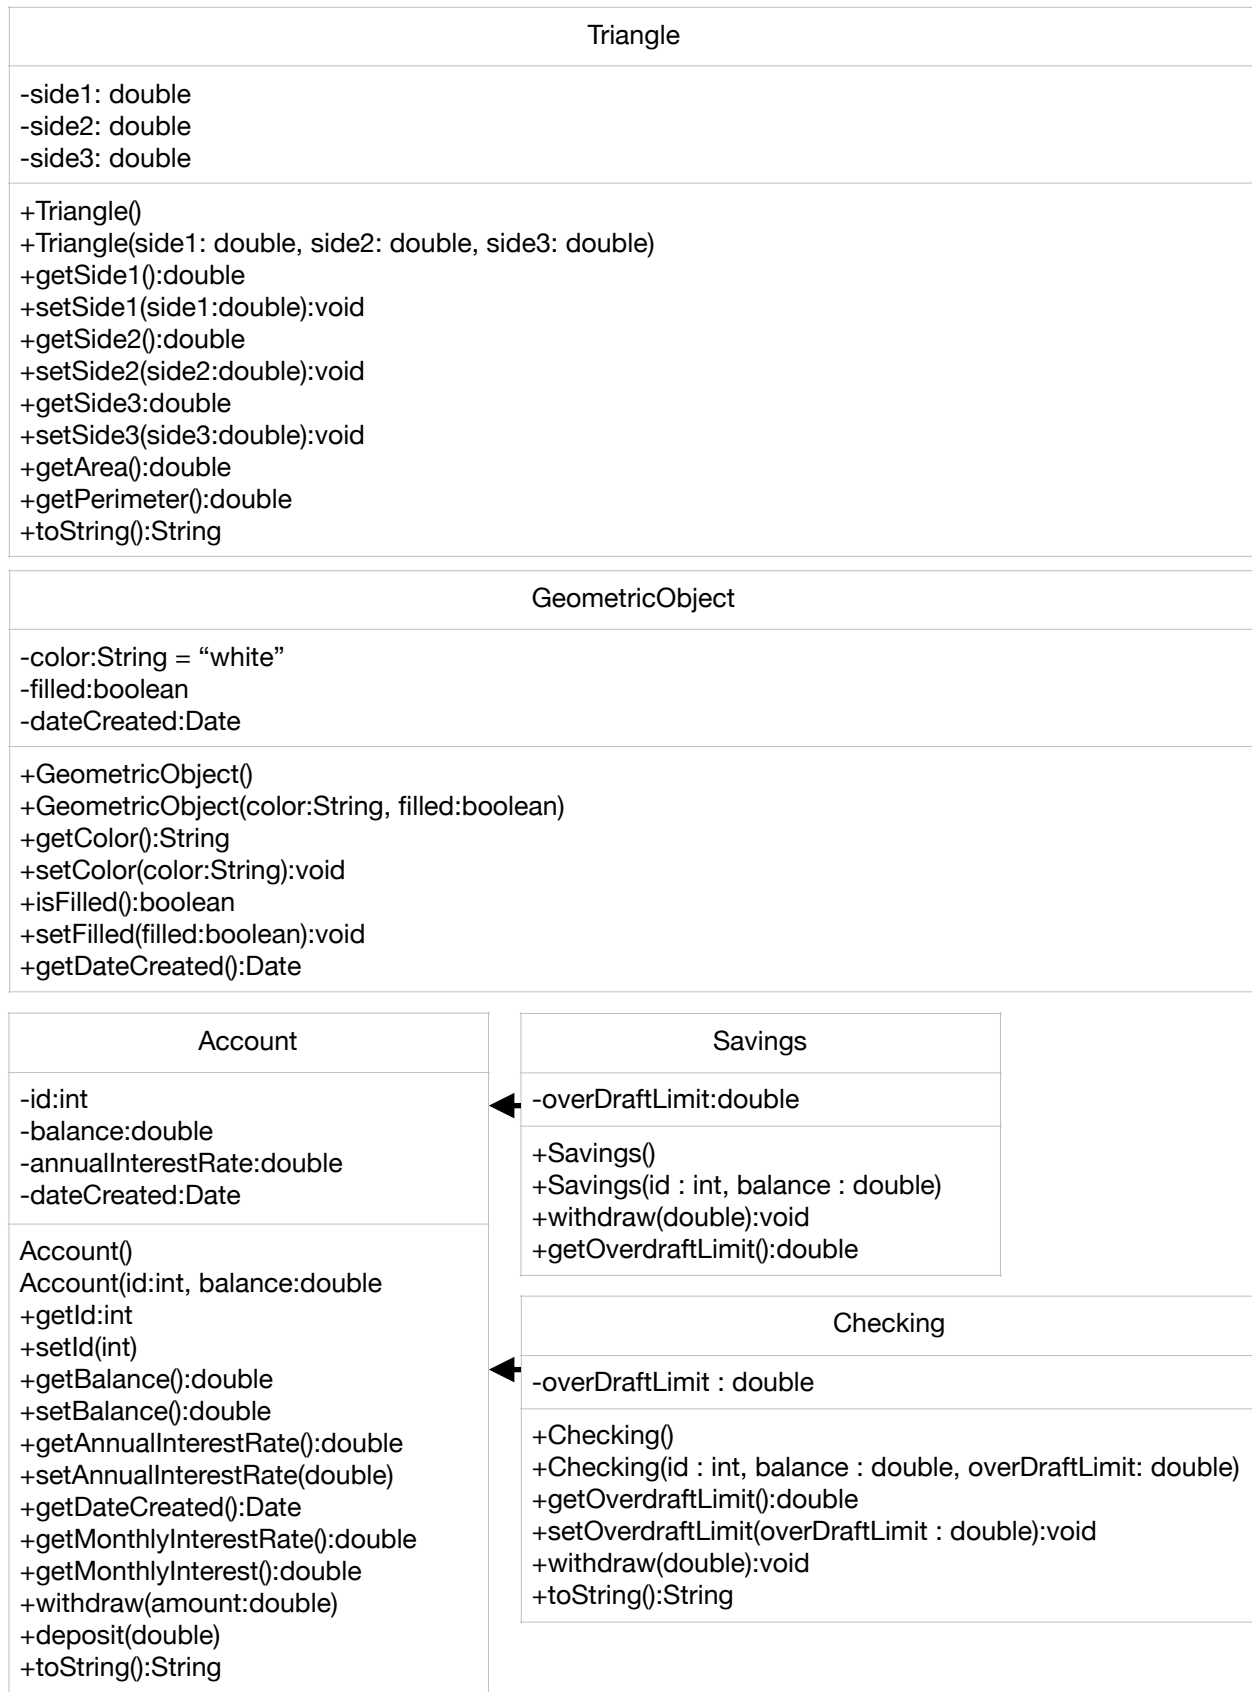 Triangle
-side1: double
-side2: double
-side3: double
+Triangle()
+Triangle(side1: double, side2: double, side3: double)
+getSide1():double
+setSide1(side1:double):void
+getSide2():double
+setSide2(side2:double):void
+getSide3:double
+setSide3(side3:double):void
+getArea():double
+getPerimeter():double
+toString():String
GeometricObject
-color:String = “white”
-filled:boolean
-dateCreated:Date
+GeometricObject()
+GeometricObject(color:String, filled:boolean)
+getColor():String
+setColor(color:String):void
+isFilled():boolean
+setFilled(filled:boolean):void
+getDateCreated():Date
Account
-id:int
-balance:double
-annualInterestRate:double
-dateCreated:Date
Account()
Account(id:int, balance:double
+getId:int
+setId(int)
+getBalance():double
+setBalance():double
+getAnnualInterestRate():double
+setAnnualInterestRate(double)
+getDateCreated():Date
+getMonthlyInterestRate():double
+getMonthlyInterest():double
+withdraw(amount:double)
+deposit(double)
+toString():String
Savings
-overDraftLimit:double
+Savings()
+Savings(id : int, balance : double)
+withdraw(double):void
+getOverdraftLimit():double
Checking
-overDraftLimit : double
+Checking()
+Checking(id : int, balance : double, overDraftLimit: double)
+getOverdraftLimit():double
+setOverdraftLimit(overDraftLimit : double):void
+withdraw(double):void
+toString():String